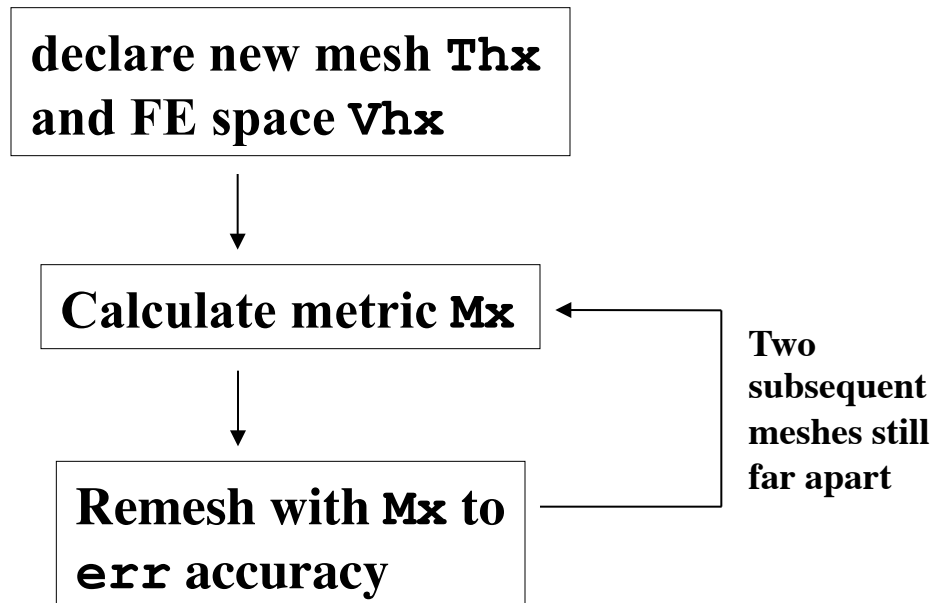 declare new mesh Thx
and FE space Vhx
Calculate metric Mx
Two
subsequent
meshes still
far apart
Remesh with Mx to
err accuracy